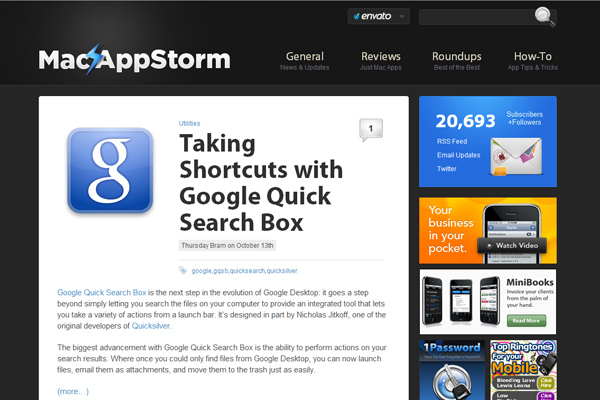 envato
Mac AppStorm
General
News & Updates
Reviews
Just Mac Apps
Roundups
Best of the Best
How-To
App Tips & Tricks
g
Utilities
1
Taking
Shortcuts with
Google Quick
Search Box
Thursday Bram on October 13th
google,gqsb,quicksearch,quicksilver
Google Quick Search Box is the next step in the evolution of Google Desktop: it goes a step
beyond simply letting you search the files on your computer to provide an integrated tool that lets
you take a variety of actions from a launch bar. It's designed in part by Nicholas Jitkoff, one of the
original developers of Quicksilver.
The biggest advancement with Google Quick Search Box is the ability to perform actions on your
search results. Where once you could only find files from Google Desktop, you can now launch
files, email them as attachments, and move them to the trash just as easily.
(more…)
20,693
Subscribers
+Followers
RSS Feed
Email Updates
Twitter
Your
business
in your
pocket.
Watch Video
MiniBooks
Invoice your clients
from the palm of
your hand.
Read More
1Password
Top Ringtones
For your
Mobile
Bleeding Love
Lewis Leona
Click
Here
Low
Click